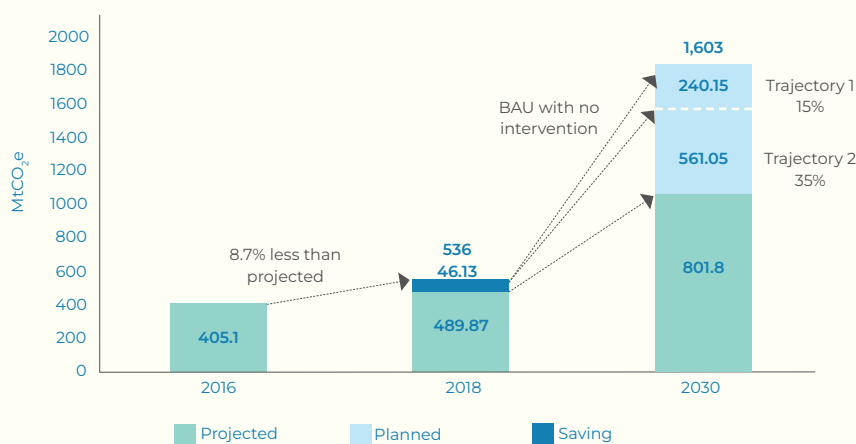 2000
1800
1600
1400
1200
1000
800
600
400
200
0
MtCO₂e
405.1
8.7% less than
projected
536
46.13
489.87
BAU with no
intervention
1,603
240.15
561.05
801.8
Trajectory 1
15%
Trajectory 2
35%
2016
2018
2030
Projected
Planned
Saving